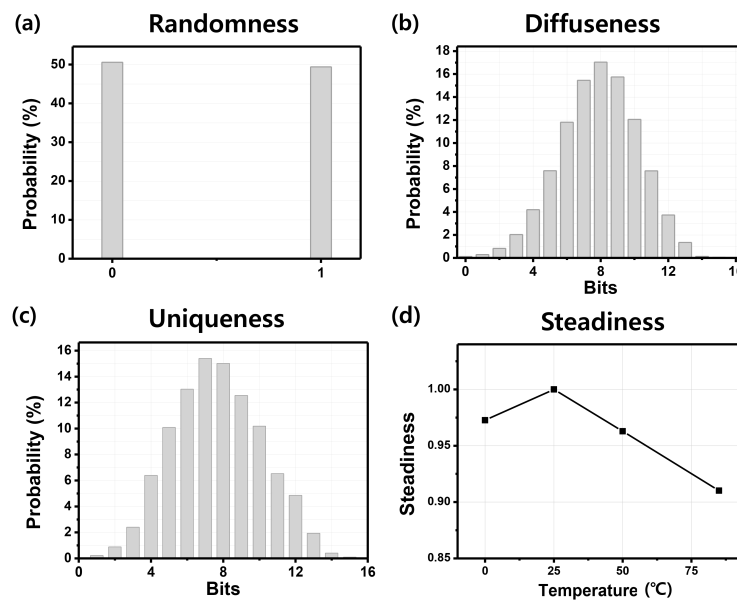 (a) Randomness
Probability (%)
50
40
30
20
10
0
0 1
(b) Diffuseness
Probability (%)
18
16
14
12
10
8
6
4
2
0
0 4 8 12 16
Bits
(c) Uniqueness
Probability (%)
16
14
12
10
8
6
4
2
0
4 8 12 16
Bits
(d) Steadiness
Steadiness
1.00
0.95
0.90
0.85
0 25 50 75
Temperature (℃)